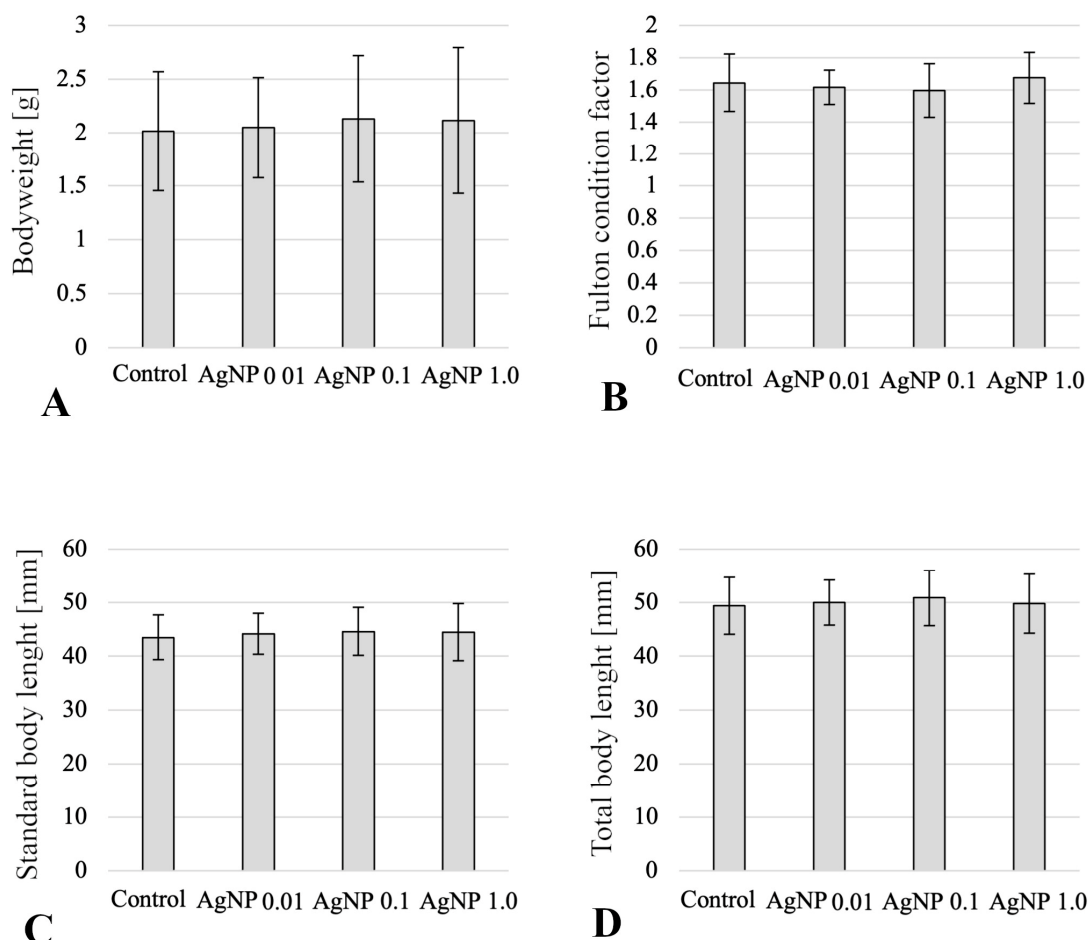 Bodyweight [g]
3
2.5
2
1.5
1
0.5
0
Control AgNP 0 01 AgNP 0.1 AgNP 1.0
A
Fulton condition factor
2
1.8
1.6
1.4
1.2
1
0.8
0.6
0.4
0.2
0
Control AgNP 0.01 AgNP 0.1 AgNP 1.0
B
Standard body lenght [mm]
60
50
40
30
20
10
0
Control AgNP 0.01 AgNP 0.1 AgNP 1.0
C
Total body lenght [mm]
60
50
40
30
20
10
0
Control AgNP 0.01 AgNP 0.1 AgNP 1.0
D